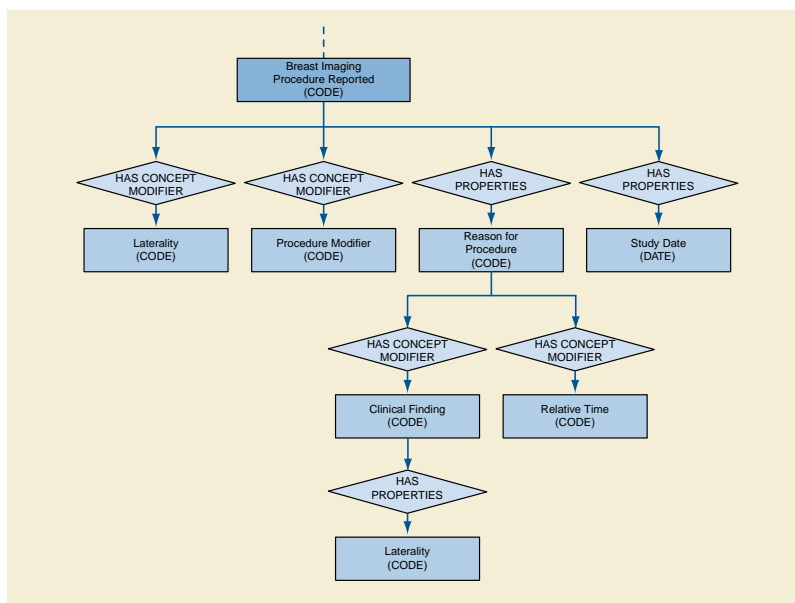 Breast Imaging
Procedure Reported
(CODE)
HAS CONCEPT
MODIFIER
HAS CONCEPT
MODIFIER
HAS
PROPERTIES
HAS
PROPERTIES
Laterality
(CODE)
Procedure Modifier
(CODE)
Reason for
Procedure
(CODE)
Study Date
(DATE)
HAS CONCEPT
MODIFIER
HAS CONCEPT
MODIFIER
Clinical Finding
(CODE)
Relative Time
(CODE)
HAS
PROPERTIES
Laterality
(CODE)